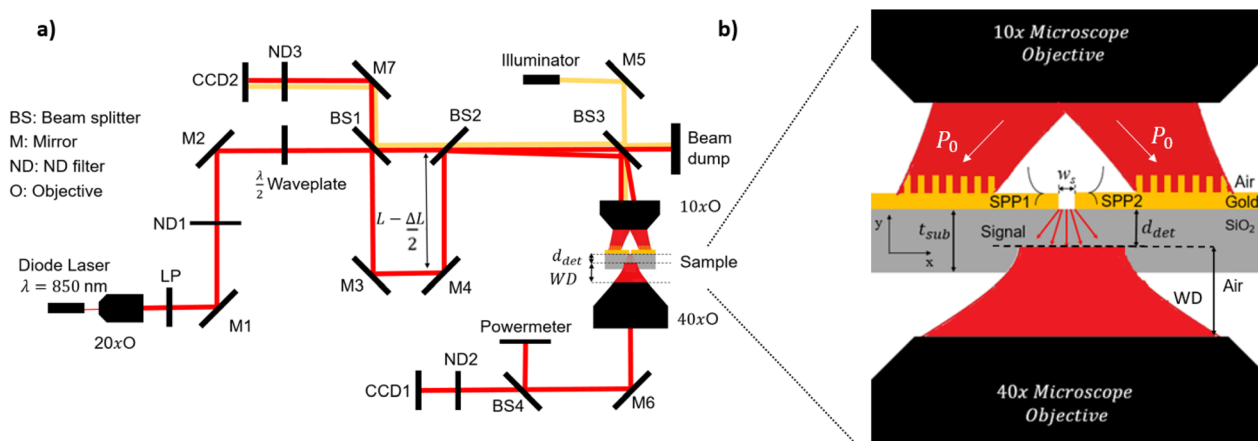 a)
BS: Beam splitter
M: Mirror
ND: ND filter
O: Objective
CCD2
ND3
M7
M2
λ/2 Waveplate
BS1
BS2
L − ΔL/2
M3
M4
ND1
Diode Laser
λ = 850 nm
20xO
LP
M1
Illuminator
M5
BS3
Beam
dump
10xO
d_det
WD
Sample
40xO
Powermeter
CCD1
ND2
BS4
M6
b)
10x Microscope
Objective
P₀
P₀
w_s
Air
SPP1
SPP2
Gold
SiO₂
y
x
t_sub
Signal
d_det
Air
WD
40x Microscope
Objective